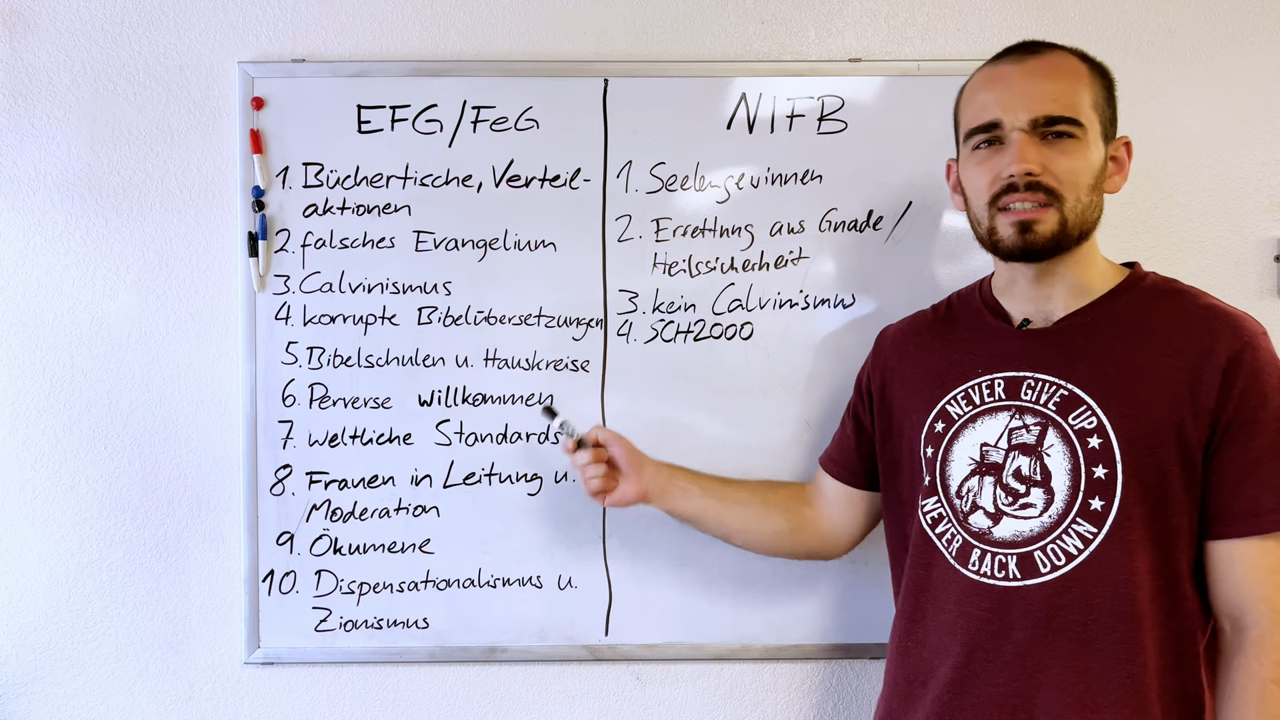 EFG/FeG
1. Büchertische, Verteil-
aktionen
2. falsches Evangelium
3. Calvinismus
4. korrupte Bibelübersetzungen
5. Bibelschulen u. Hauskreise
6. Perverse willkommen
7. weltliche Standards
8. Frauen in Leitung u.
Moderation
9. Ökumene
10. Dispensationalismus u.
Zionismus
NIFB
1. Seelengewinnen
2. Errettung aus Gnade/
Heilssicherheit
3. kein Calvinismus
4. SCH2000
NEVER GIVE UP
NEVER BACK DOWN